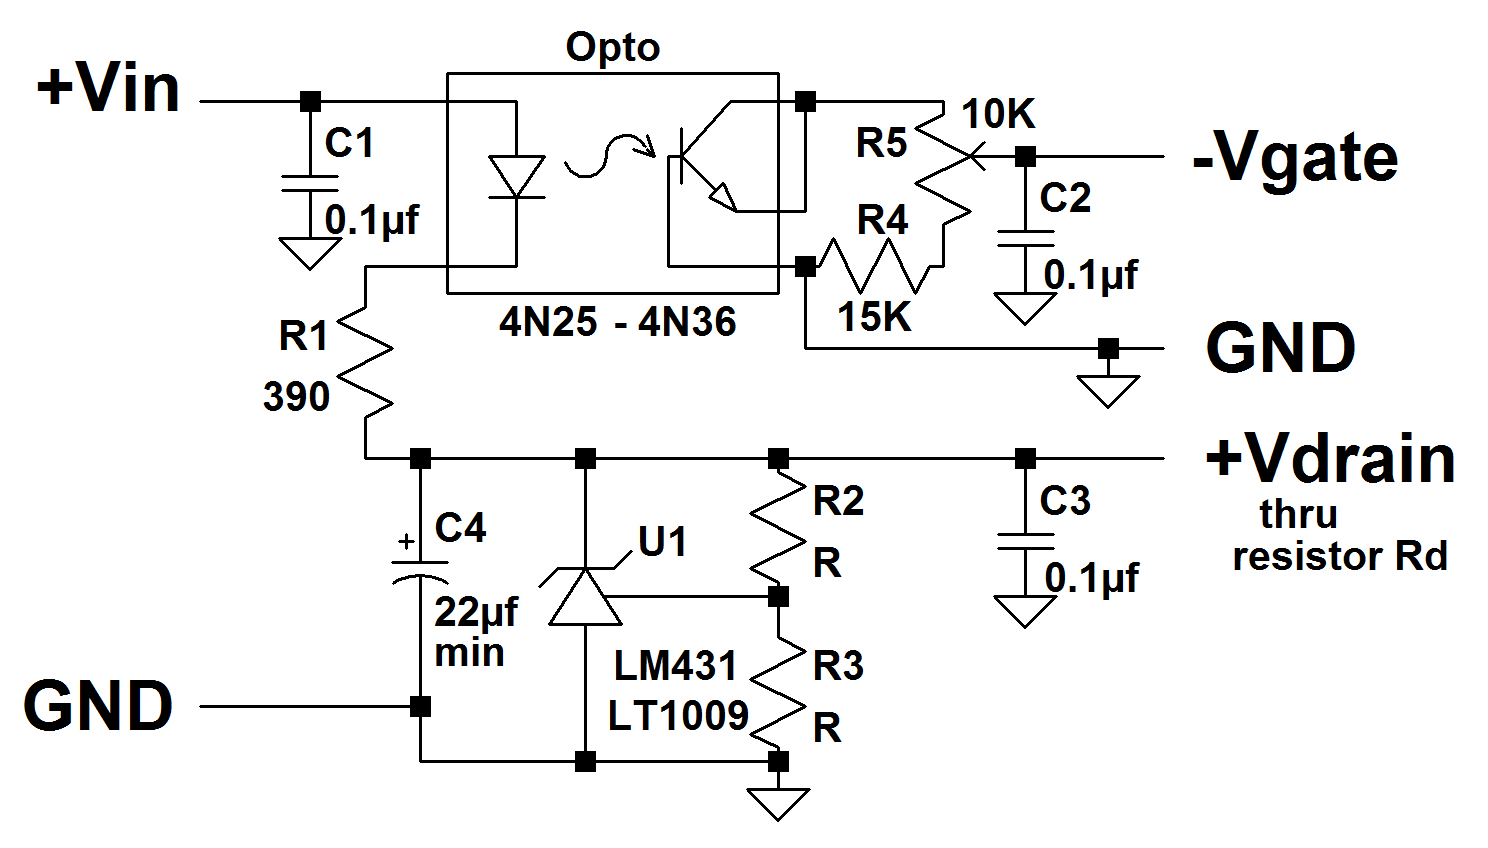 Opto
+Vin
C1
0.1µf
R5
10K
-Vgate
C2
0.1µf
R4
15K
4N25 - 4N36
R1
390
GND
+Vdrain
thru
resistor Rd
C4
+
22µf
min
U1
LM431
LT1009
R2
R
R3
R
C3
0.1µf
GND